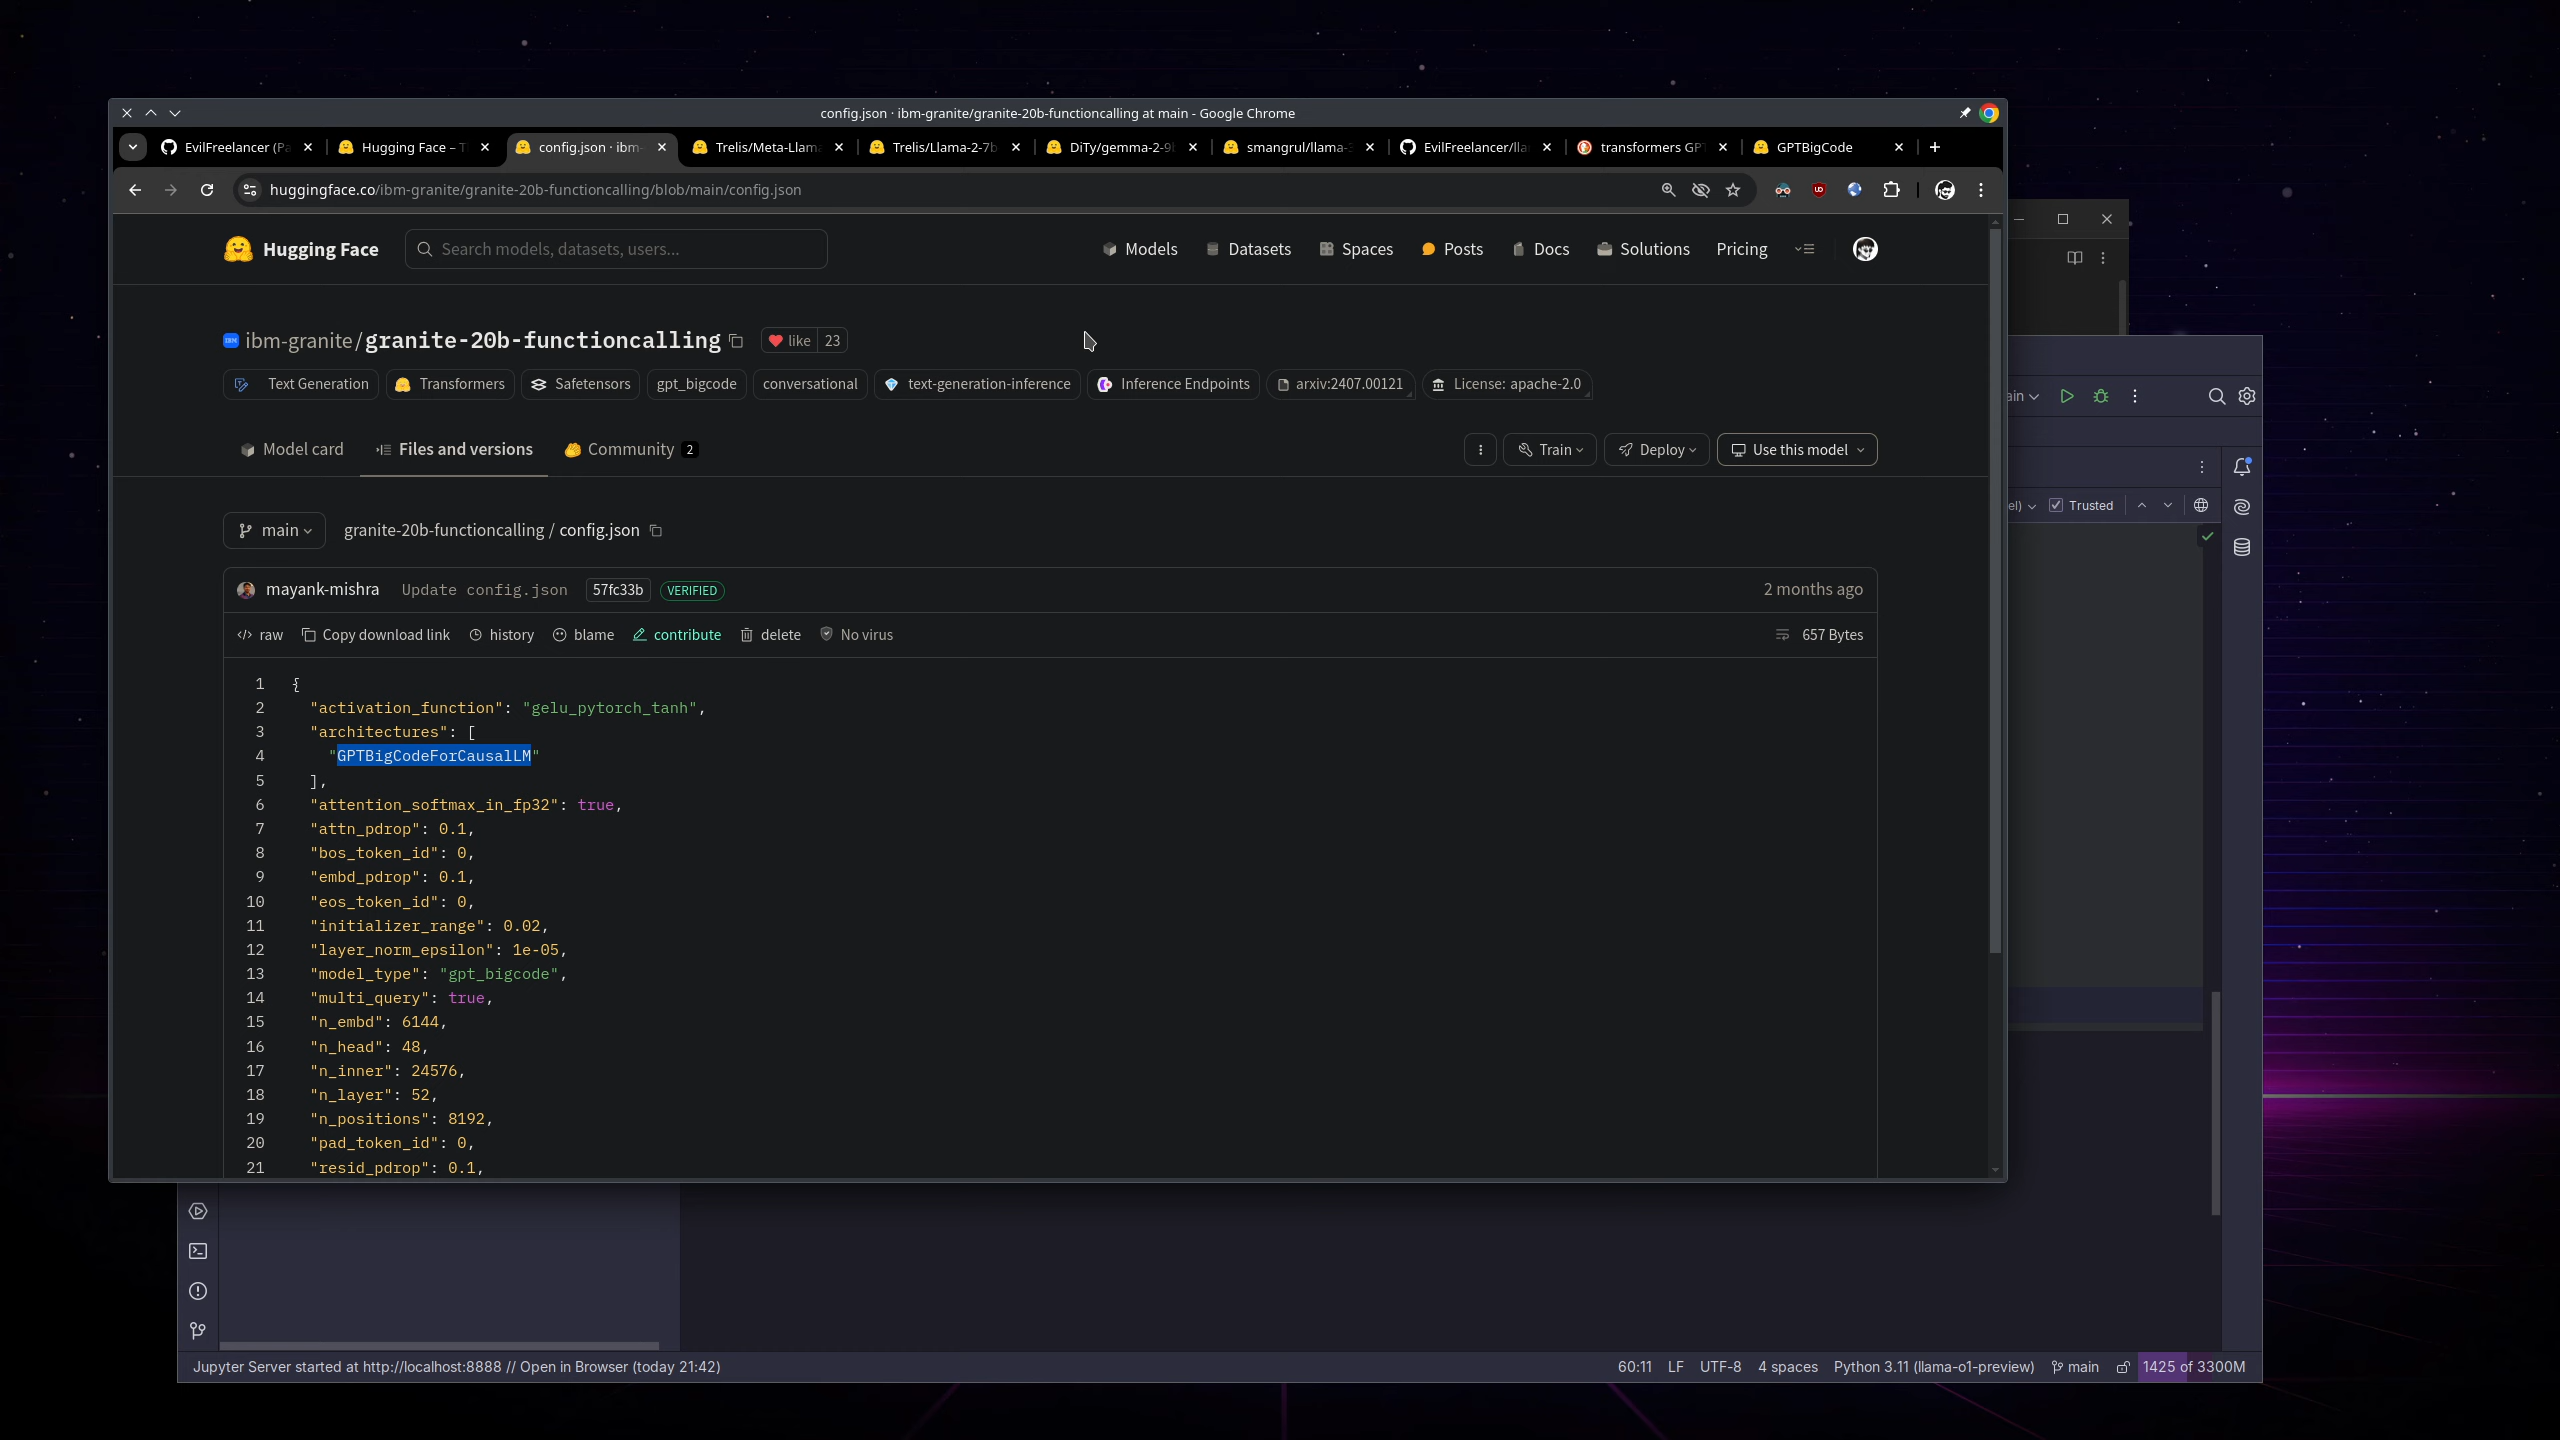 config.json · ibm-granite/granite-20b-functioncalling at main - Google Chrome
EvilFreelancer (Pa
Hugging Face – T
config.json · ibm-
Trelis/Meta-Llama
Trelis/Llama-2-7b
DiTy/gemma-2-9b
smangrul/llama-3
EvilFreelancer/lla
transformers GPT
GPTBigCode
huggingface.co/ibm-granite/granite-20b-functioncalling/blob/main/config.json
Hugging Face
Search models, datasets, users...
Models
Datasets
Spaces
Posts
Docs
Solutions
Pricing
ibm-granite/granite-20b-functioncalling
like 23
Text Generation
Transformers
Safetensors
gpt_bigcode
conversational
text-generation-inference
Inference Endpoints
arxiv:2407.00121
License: apache-2.0
ain
Model card
Files and versions
Community 2
Train
Deploy
Use this model
el)
Trusted
main
granite-20b-functioncalling / config.json
mayank-mishra
Update config.json
57fc33b
VERIFIED
2 months ago
raw
Copy download link
history
blame
contribute
delete
No virus
657 Bytes
1 {
2 "activation_function": "gelu_pytorch_tanh",
3 "architectures": [
4 "GPTBigCodeForCausalLM"
5 ],
6 "attention_softmax_in_fp32": true,
7 "attn_pdrop": 0.1,
8 "bos_token_id": 0,
9 "embd_pdrop": 0.1,
10 "eos_token_id": 0,
11 "initializer_range": 0.02,
12 "layer_norm_epsilon": 1e-05,
13 "model_type": "gpt_bigcode",
14 "multi_query": true,
15 "n_embd": 6144,
16 "n_head": 48,
17 "n_inner": 24576,
18 "n_layer": 52,
19 "n_positions": 8192,
20 "pad_token_id": 0,
21 "resid_pdrop": 0.1,
Jupyter Server started at http://localhost:8888 // Open in Browser (today 21:42)
60:11
LF
UTF-8
4 spaces
Python 3.11 (llama-o1-preview)
main
1425 of 3300M